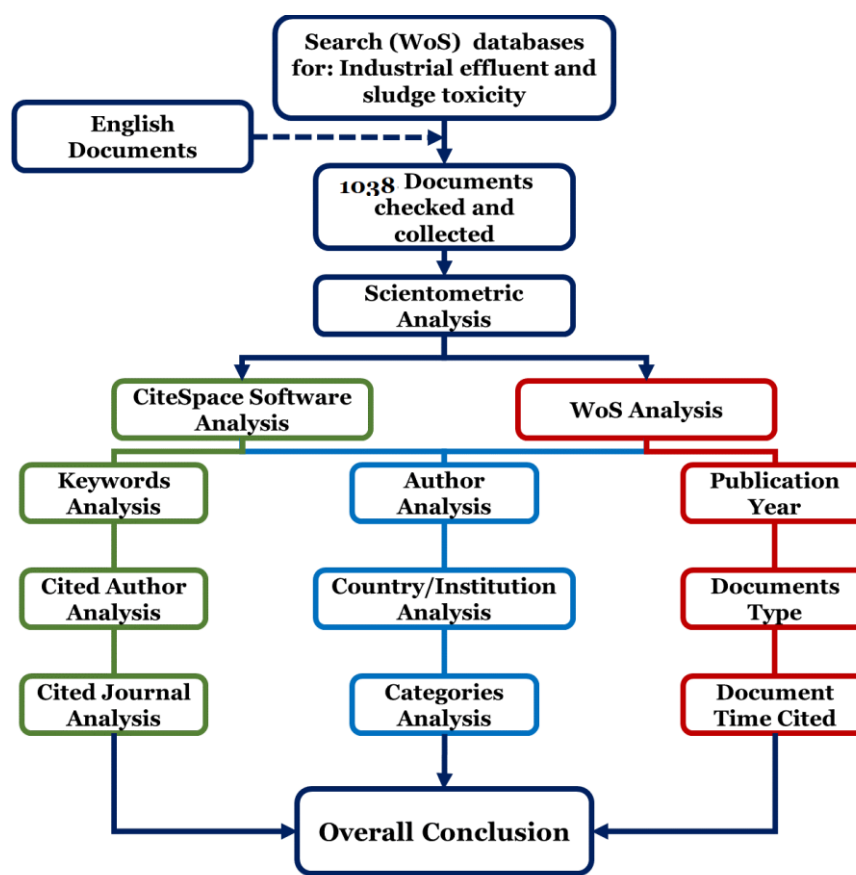 Search (WoS) databases
for: Industrial effluent and
sludge toxicity
English
Documents
1038 Documents
checked and
collected
Scientometric
Analysis
CiteSpace Software
Analysis
WoS Analysis
Keywords
Analysis
Author
Analysis
Publication
Year
Cited Author
Analysis
Country/Institution
Analysis
Documents
Type
Cited Journal
Analysis
Categories
Analysis
Document
Time Cited
Overall Conclusion